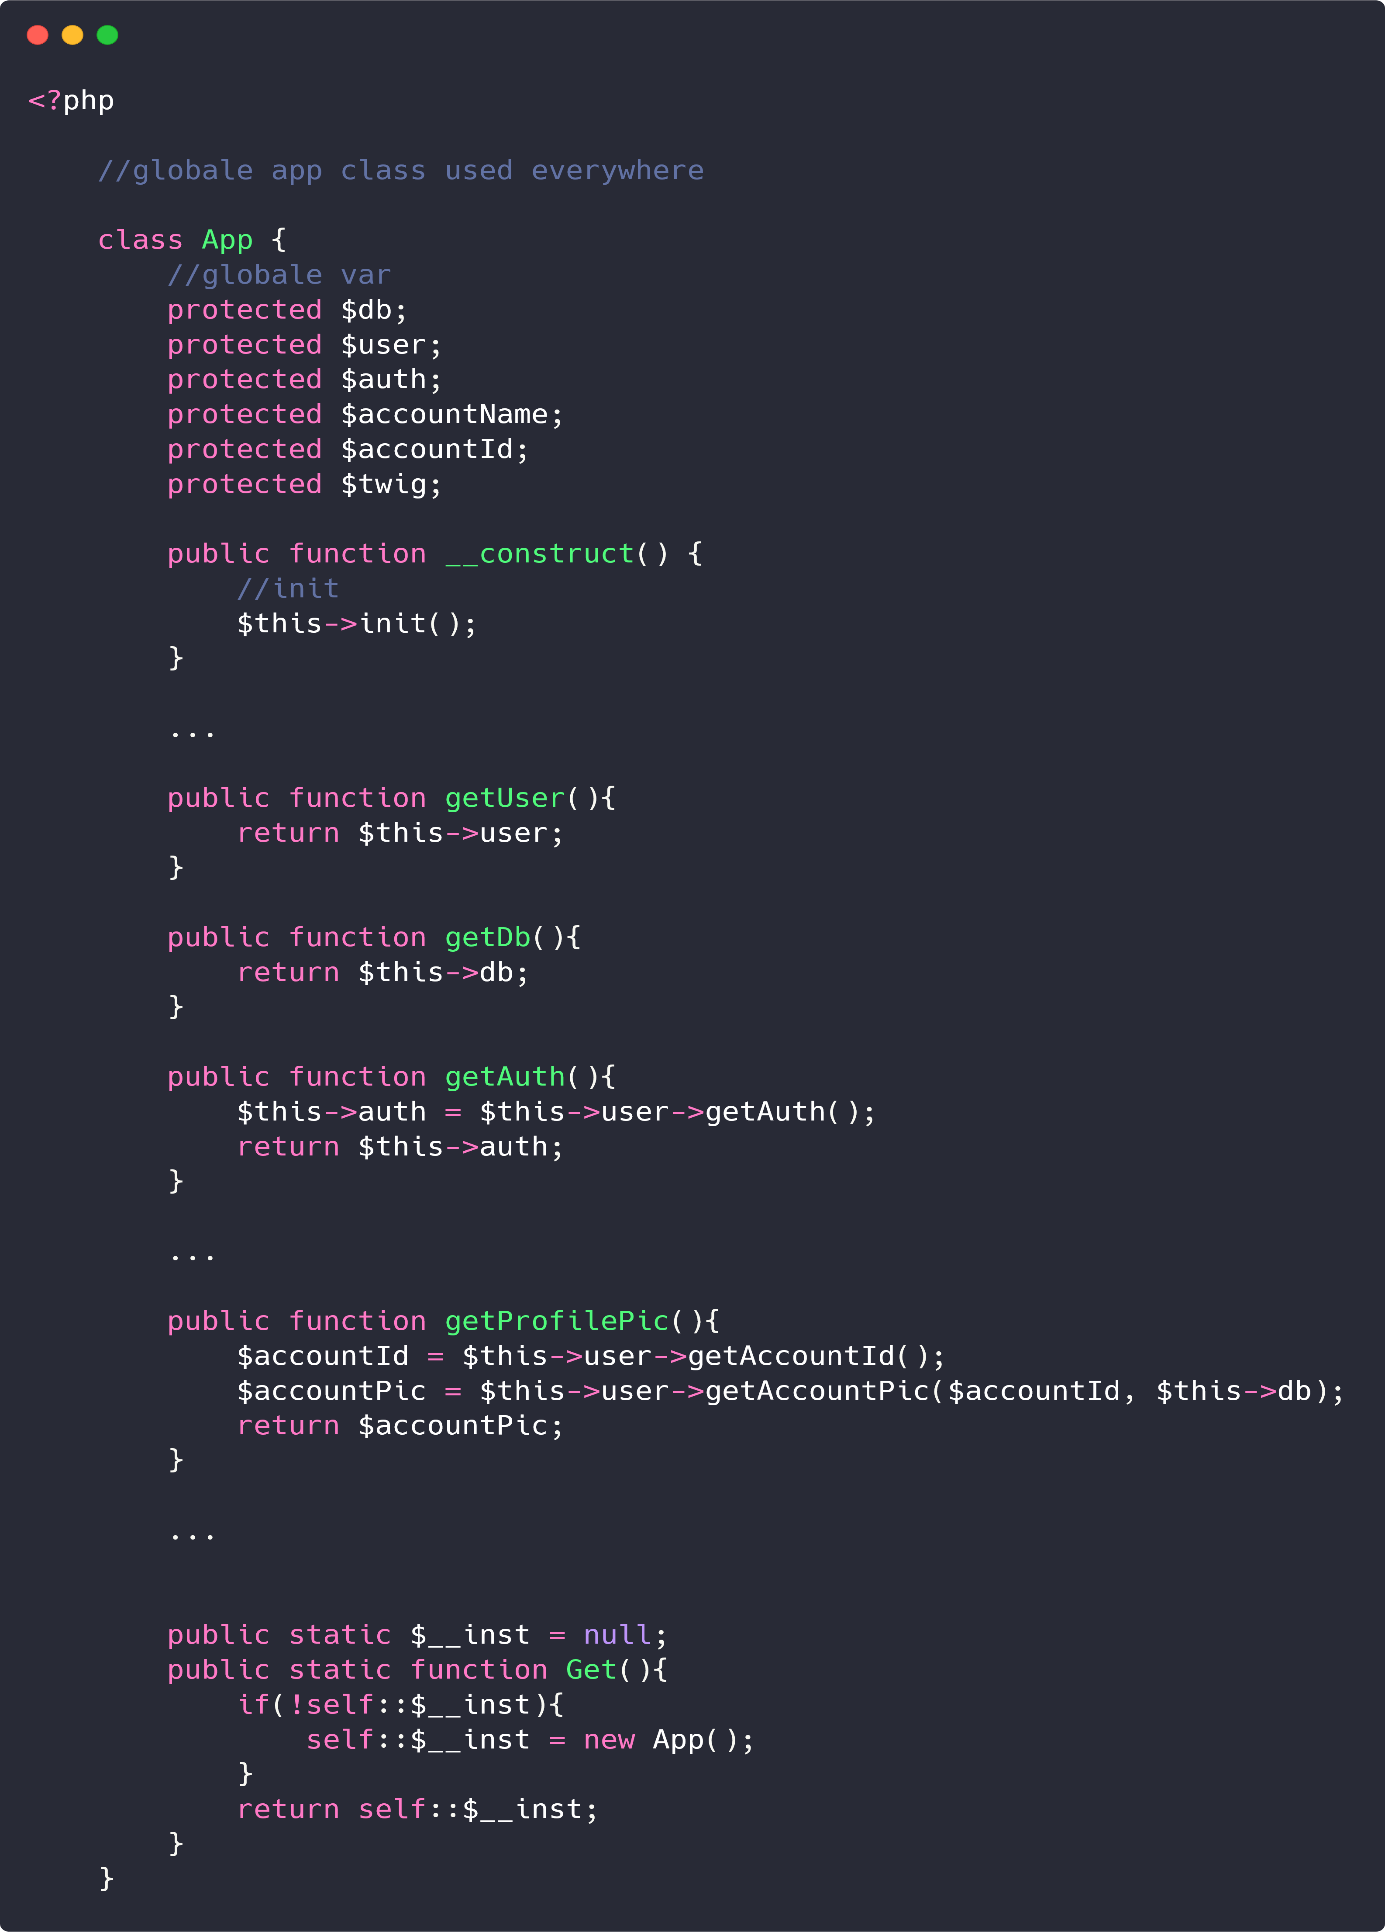 <?php
//globale app class used everywhere
class App {
//globale var
protected $db;
protected $user;
protected $auth;
protected $accountName;
protected $accountId;
protected $twig;
public function __construct() {
//init
$this->init();
}
...
public function getUser(){
return $this->user;
}
public function getDb(){
return $this->db;
}
public function getAuth(){
$this->auth = $this->user->getAuth();
return $this->auth;
}
...
public function getProfilePic(){
$accountId = $this->user->getAccountId();
$accountPic = $this->user->getAccountPic($accountId, $this->db);
return $accountPic;
}
...
public static $__inst = null;
public static function Get(){
if(!self::$__inst){
self::$__inst = new App();
}
return self::$__inst;
}
}